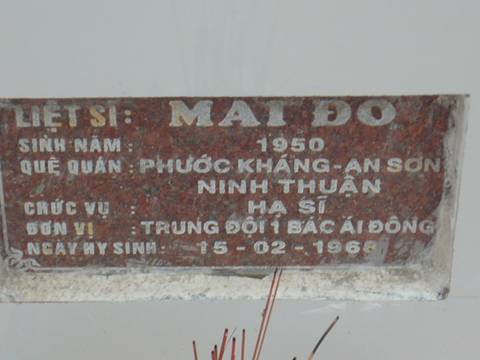 LIỆT SĨ: MAI ĐO
SINH NĂM: 1950
QUÊ QUÁN: PHƯỚC KHÁNG-AN SƠN
NINH THUẬN
CHỨC VỤ: HẠ SĨ
ĐƠN VỊ: TRUNG ĐỘI 1 BÁC ÁI ĐÔNG
NGÀY HY SINH: 15-02-1968